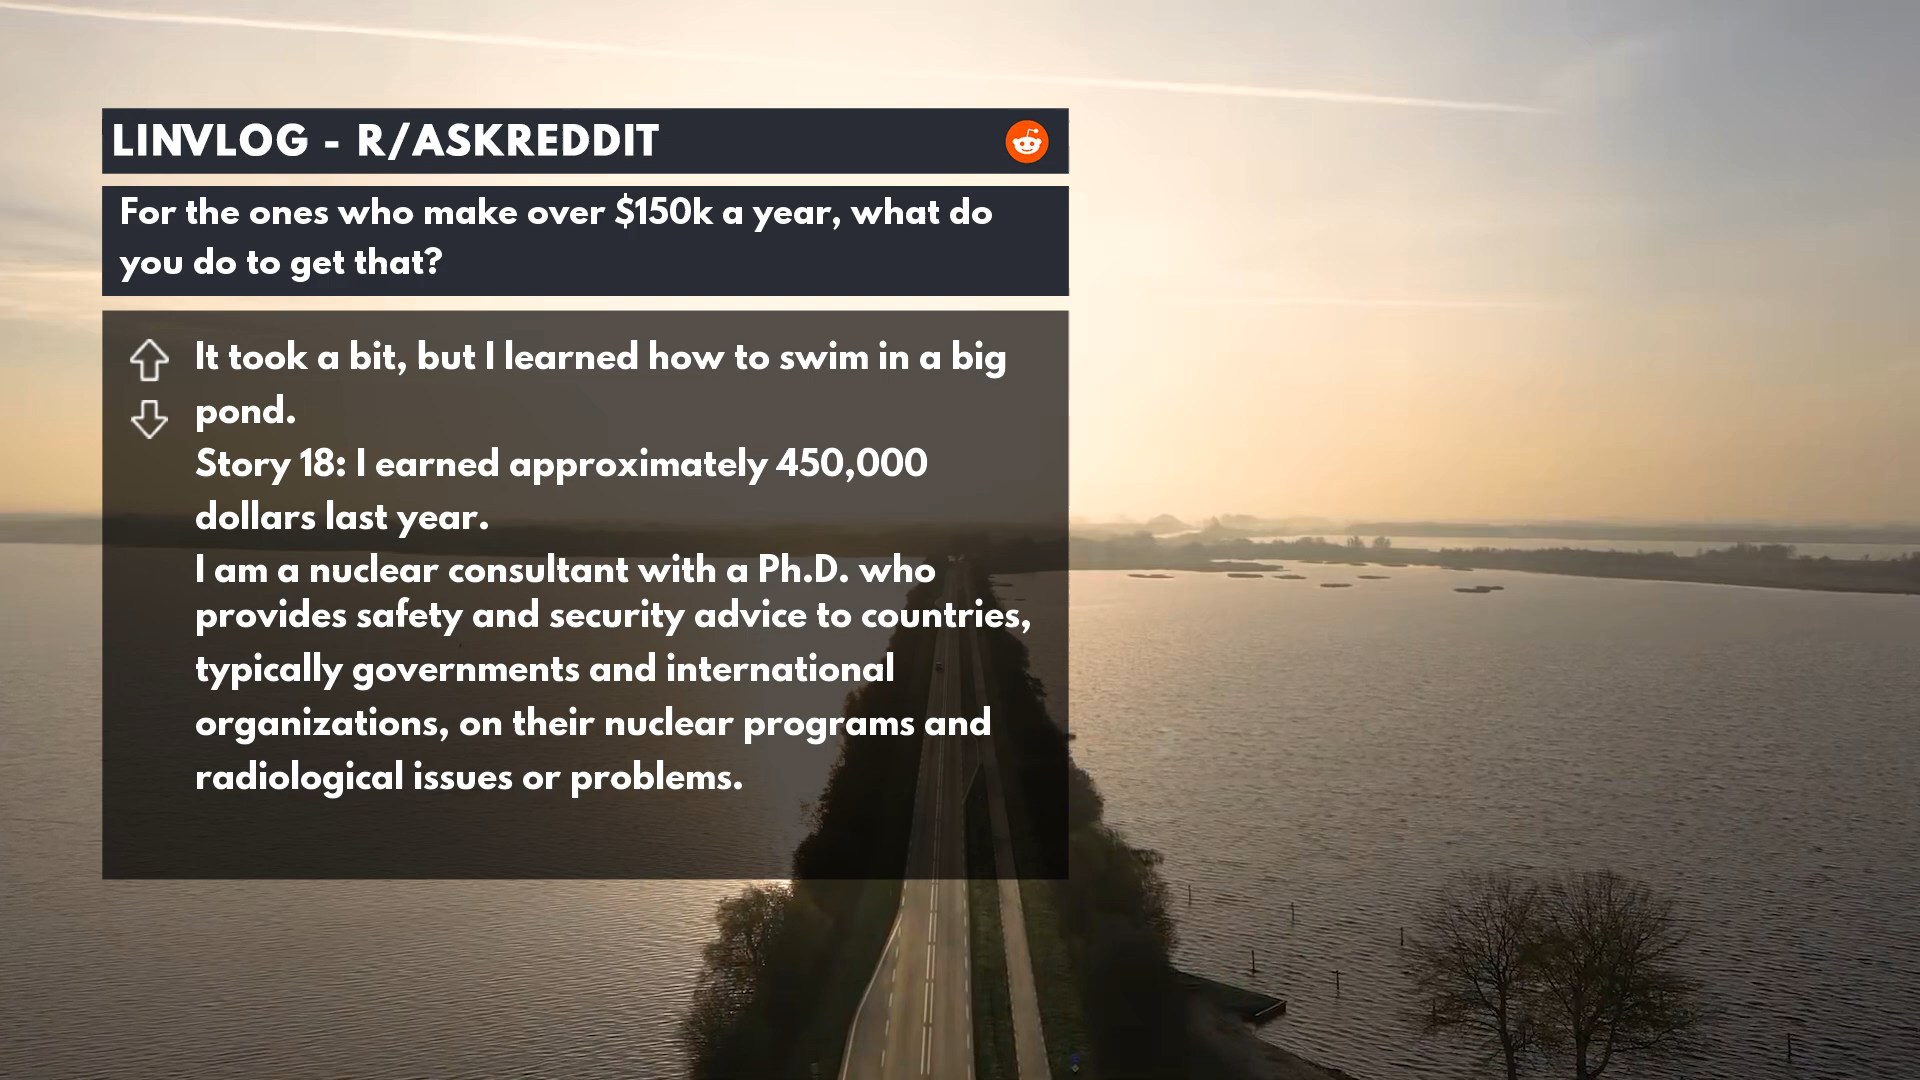 LINVLOG - R/ASKREDDIT
For the ones who make over $150k a year, what do
you do to get that?
It took a bit, but I learned how to swim in a big
pond.
Story 18: I earned approximately 450,000
dollars last year.
I am a nuclear consultant with a Ph.D. who
provides safety and security advice to countries,
typically governments and international
organizations, on their nuclear programs and
radiological issues or problems.